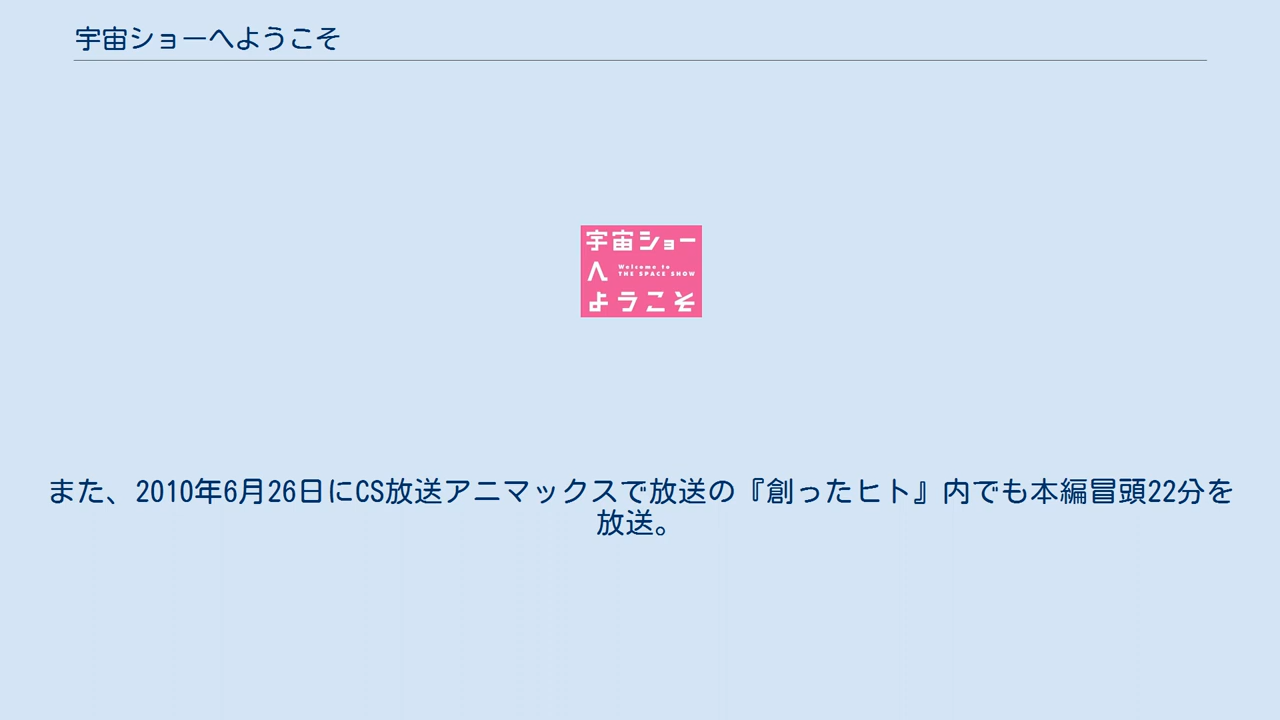 宇宙ショーへようこそ
宇宙ショー
へ Welcome to
THE SPACE SHOW
ようこそ
また、2010年6月26日にCS放送アニマックスで放送の『創ったヒト』内でも本編冒頭22分を
放送。